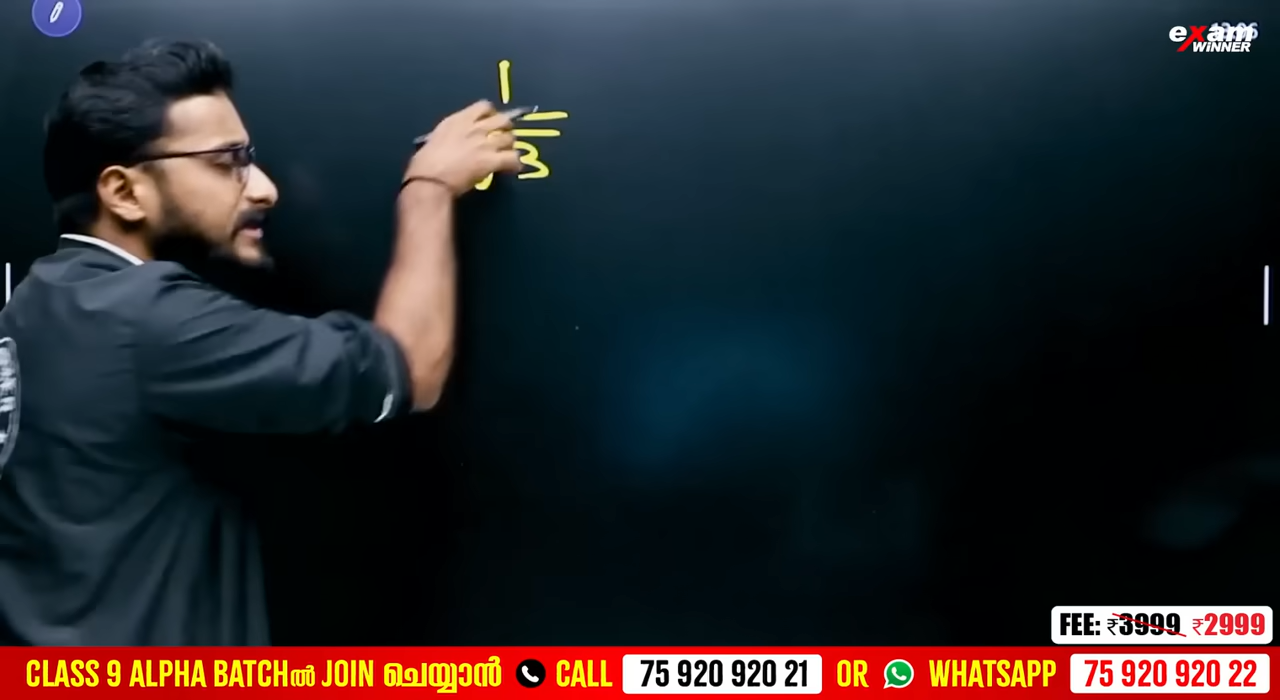 exam
WINNER
1
3
FEE: ₹3999 ₹2999
CLASS 9 ALPHA BATCHൽ JOIN ചെയ്യാൻ CALL 75 920 920 21 OR WHATSAPP 75 920 920 22